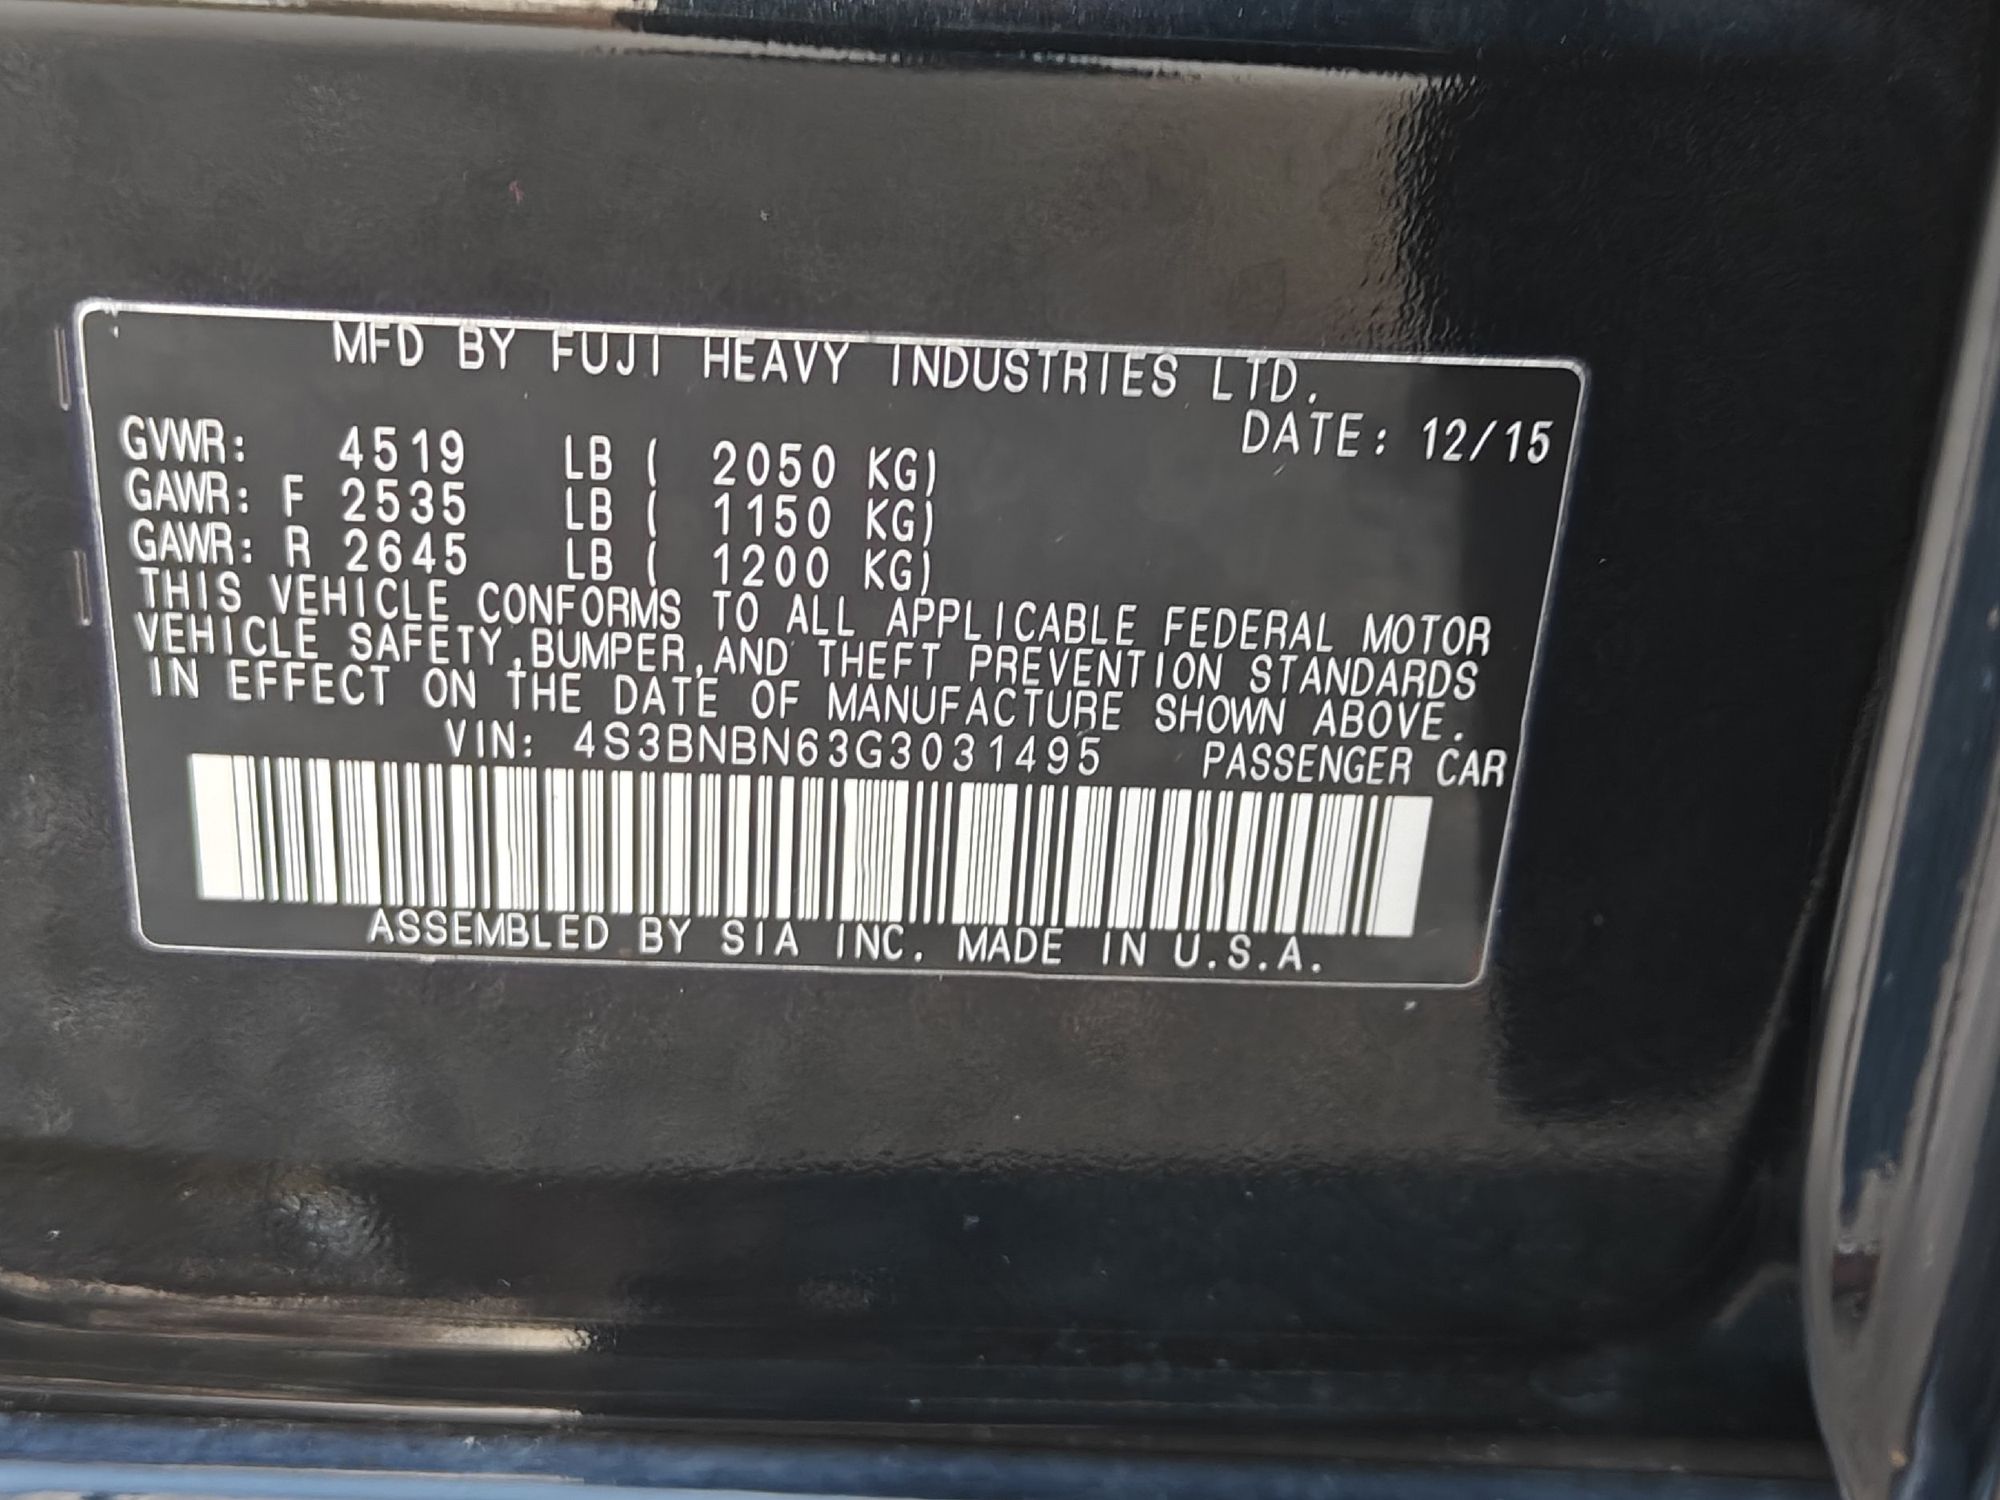 MFD BY FUJI HEAVY INDUSTRIES LTD.
DATE: 12/15
GVWR: 4519 LB ( 2050 KG)
GAWR: F 2535 LB ( 1150 KG)
GAWR: R 2645 LB ( 1200 KG)
THIS VEHICLE CONFORMS TO ALL APPLICABLE FEDERAL MOTOR
VEHICLE SAFETY,BUMPER,AND THEFT PREVENTION STANDARDS
IN EFFECT ON THE DATE OF MANUFACTURE SHOWN ABOVE.
VIN: 4S3BNBN63G3031495 PASSENGER CAR
ASSEMBLED BY SIA INC. MADE IN U.S.A.